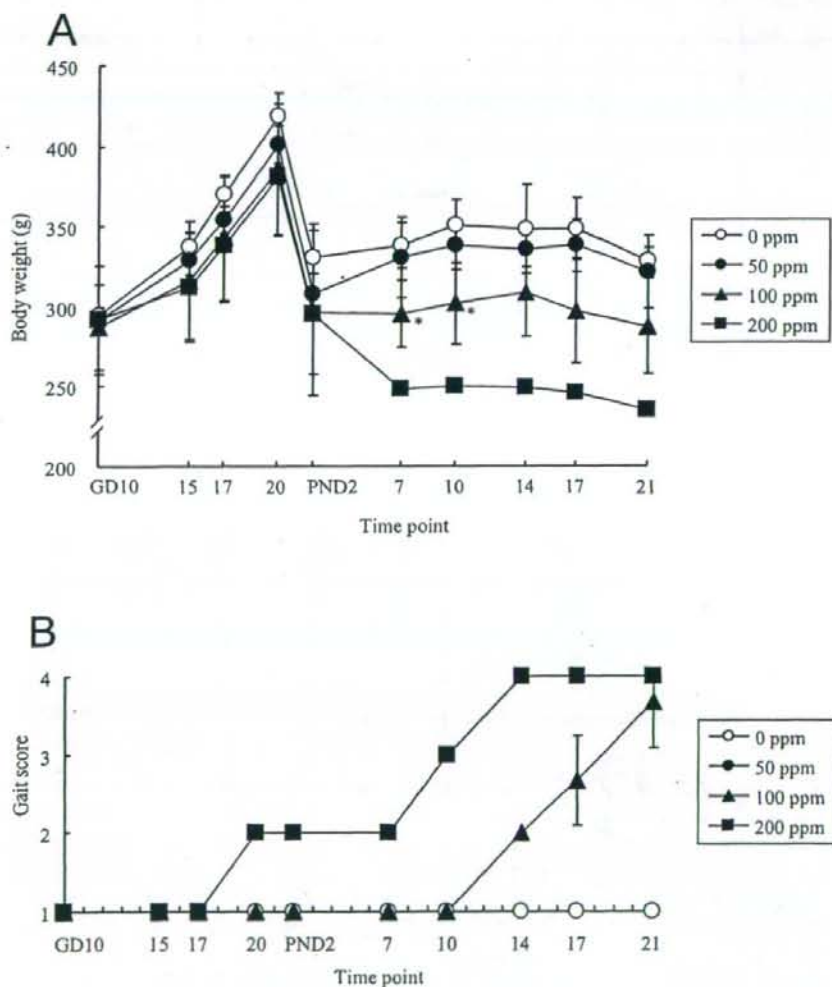 A
450
400
350
300
250
200
Body weight (g)
GD10 15 17 20 PND2 7 10 14 17 21
Time point
* *
0 ppm
50 ppm
100 ppm
200 ppm
B
4
3
2
1
Gait score
GD10 15 17 20 PND2 7 10 14 17 21
Time point
0 ppm
50 ppm
100 ppm
200 ppm